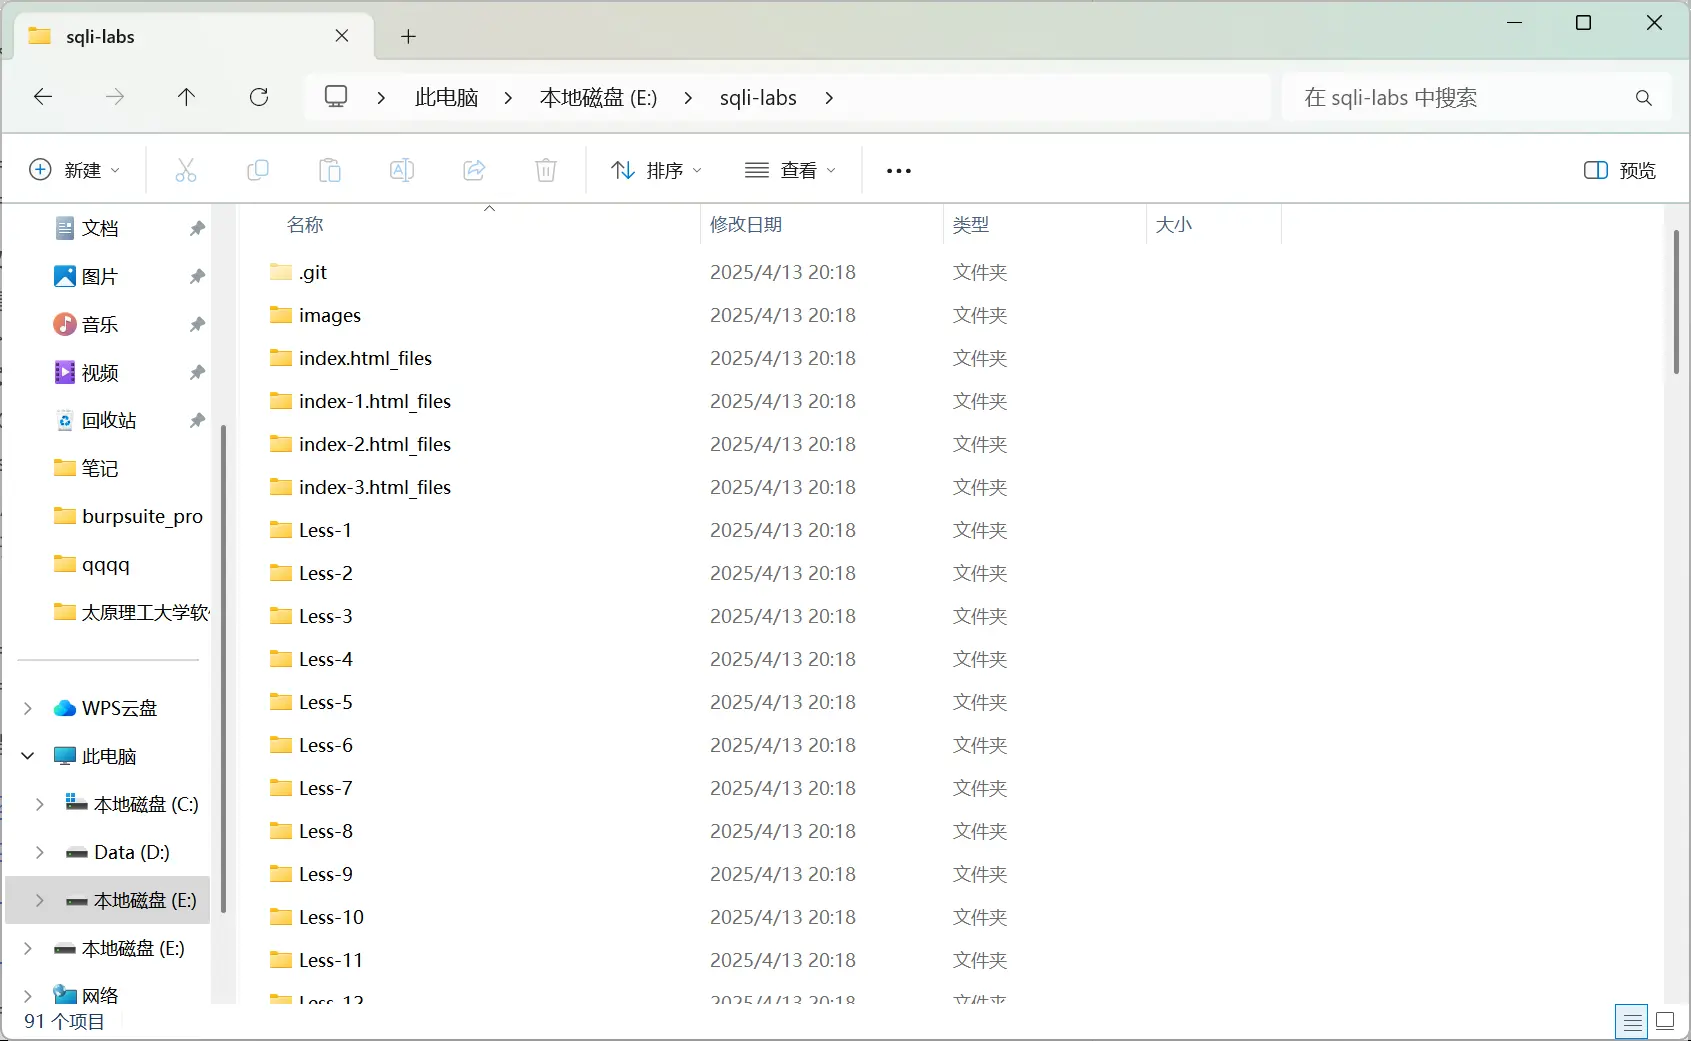 sqli-labs
此电脑 本地磁盘 (E:) sqli-labs
在 sqli-labs 中搜索
新建 排序 查看 预览
文档
图片
音乐
视频
回收站
笔记
burpsuite_pro
qqqq
太原理工大学软
WPS云盘
此电脑
本地磁盘 (C:)
Data (D:)
本地磁盘 (E:)
本地磁盘 (E:)
网络
名称 修改日期 类型 大小
.git 2025/4/13 20:18 文件夹
images 2025/4/13 20:18 文件夹
index.html_files 2025/4/13 20:18 文件夹
index-1.html_files 2025/4/13 20:18 文件夹
index-2.html_files 2025/4/13 20:18 文件夹
index-3.html_files 2025/4/13 20:18 文件夹
Less-1 2025/4/13 20:18 文件夹
Less-2 2025/4/13 20:18 文件夹
Less-3 2025/4/13 20:18 文件夹
Less-4 2025/4/13 20:18 文件夹
Less-5 2025/4/13 20:18 文件夹
Less-6 2025/4/13 20:18 文件夹
Less-7 2025/4/13 20:18 文件夹
Less-8 2025/4/13 20:18 文件夹
Less-9 2025/4/13 20:18 文件夹
Less-10 2025/4/13 20:18 文件夹
Less-11 2025/4/13 20:18 文件夹
Less-12 2025/4/13 20:18 文件夹
91 个项目